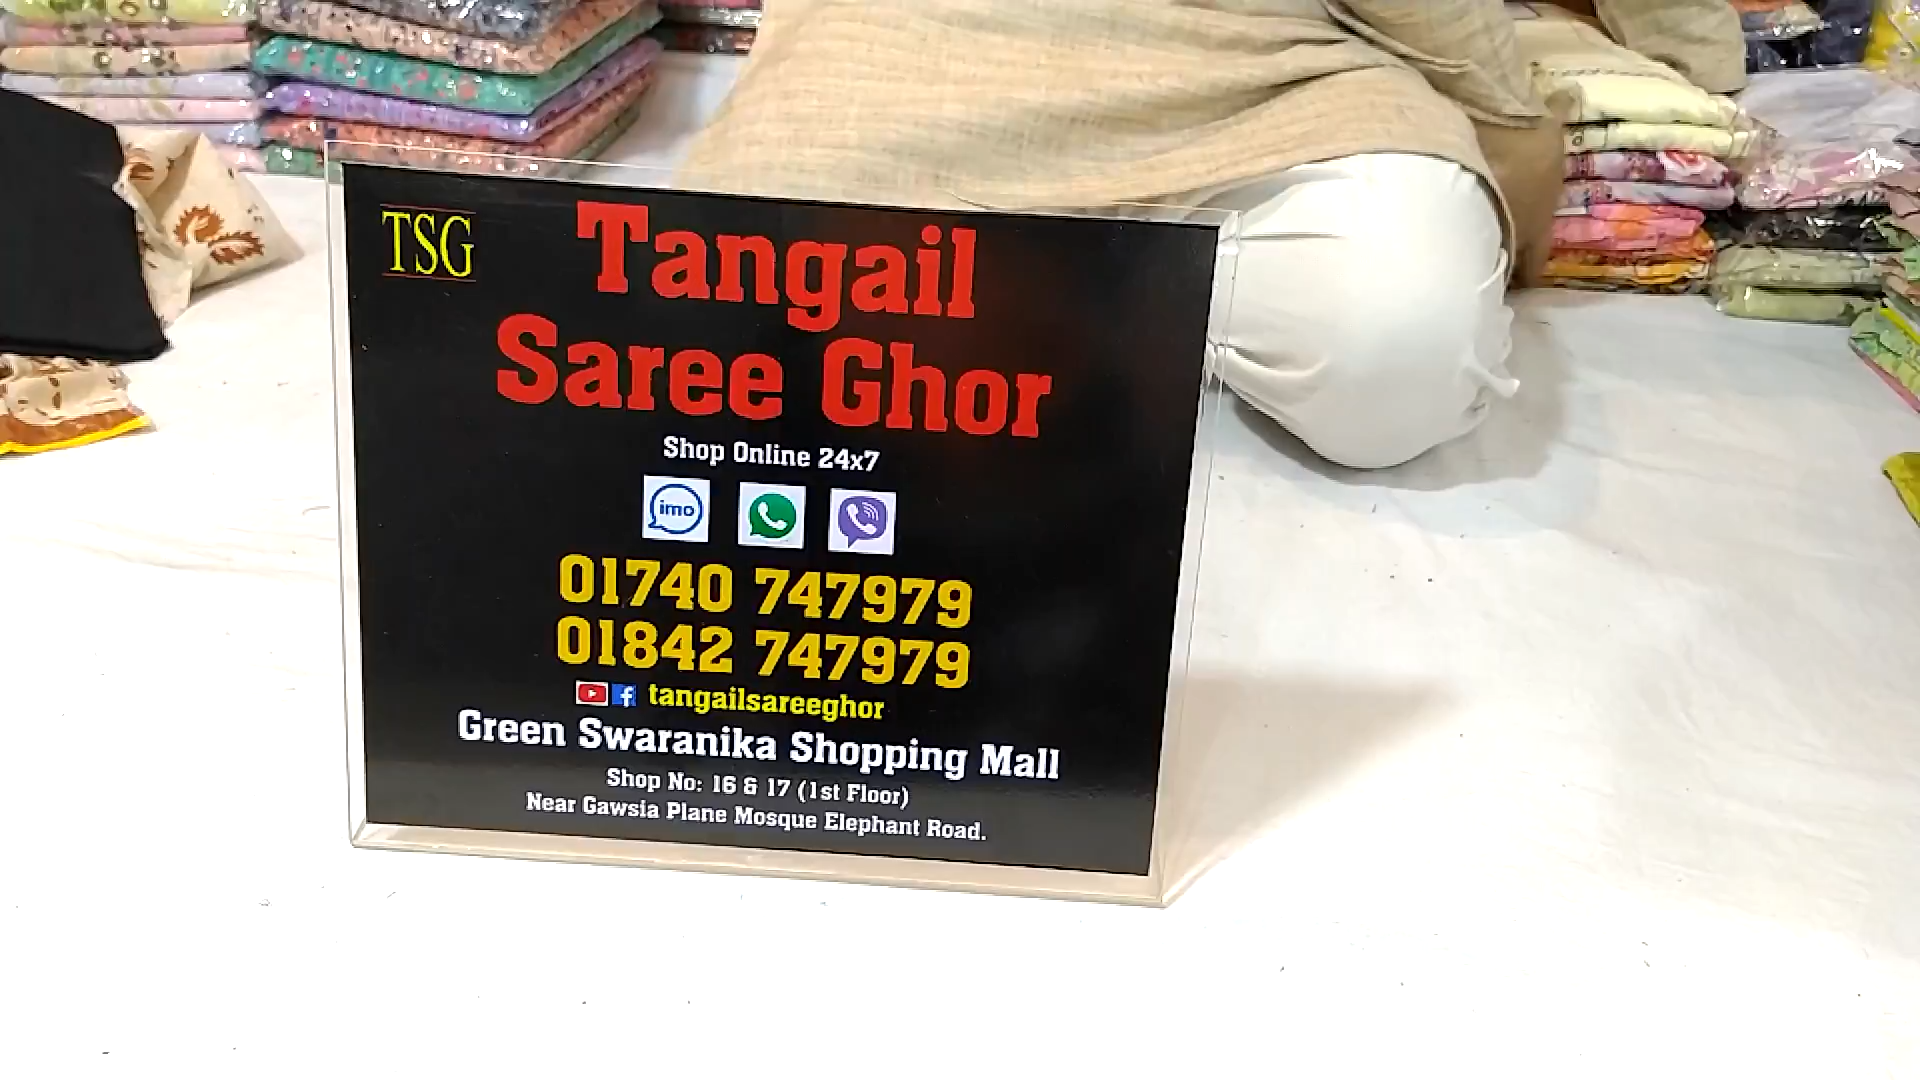 TSG
Tangail
Saree Ghor
Shop Online 24x7
imo
01740 747979
01842 747979
tangailsareeghor
Green Swaranika Shopping Mall
Shop No: 16 & 17 (1st Floor)
Near Gawsia Plane Mosque Elephant Road.